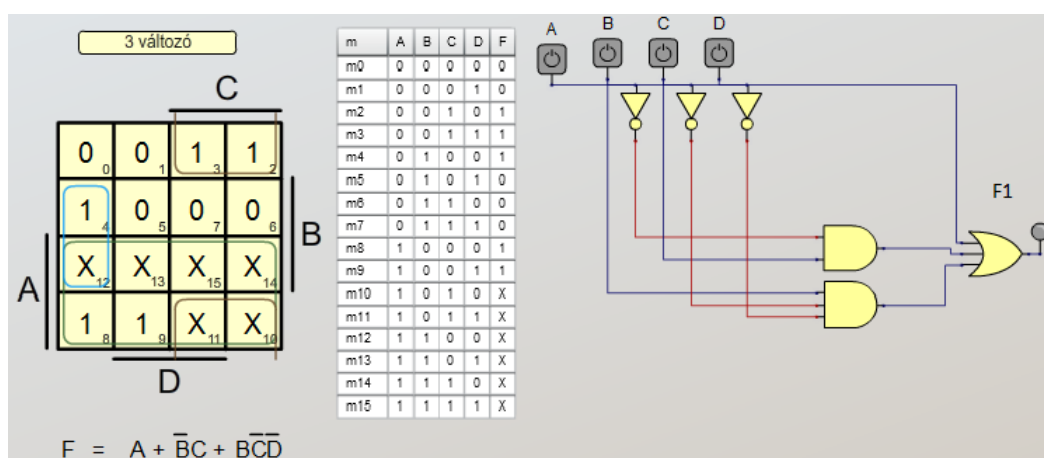 3 változó
C
0 0 0 1 1 3 1 2
1 4 0 5 0 7 0 6
B
X 12 X 13 X 15 X 14
A
1 8 1 9 X 11 X 10
D
F = A + B̅C + BC̅D̅
m A B C D F
m0 0 0 0 0 0
m1 0 0 0 1 0
m2 0 0 1 0 1
m3 0 0 1 1 1
m4 0 1 0 0 1
m5 0 1 0 1 0
m6 0 1 1 0 0
m7 0 1 1 1 0
m8 1 0 0 0 1
m9 1 0 0 1 1
m10 1 0 1 0 X
m11 1 0 1 1 X
m12 1 1 0 0 X
m13 1 1 0 1 X
m14 1 1 1 0 X
m15 1 1 1 1 X
A B C D
F1